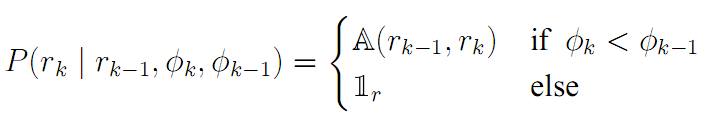 P(r_k | r_{k-1}, ϕ_k, ϕ_{k-1}) = { 𝔸(r_{k-1}, r_k) if ϕ_k < ϕ_{k-1}
𝟙_r else